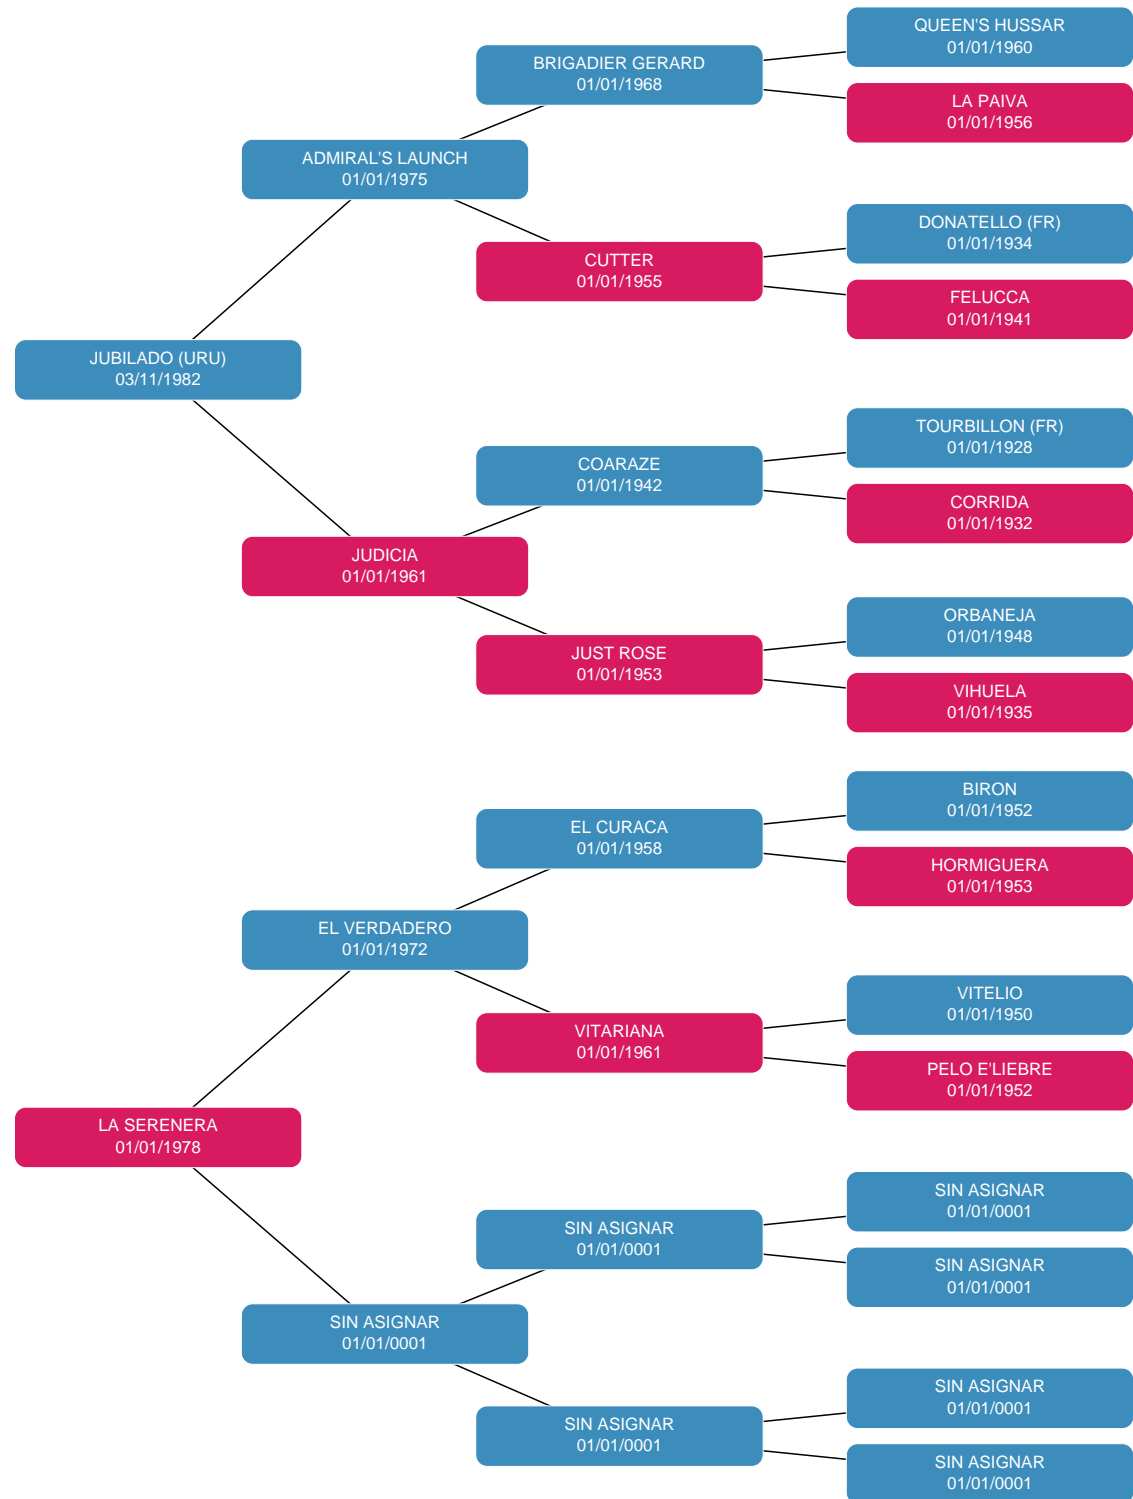 QUEEN'S HUSSAR
01/01/1960
BRIGADIER GERARD
01/01/1968
LA PAIVA
01/01/1956
ADMIRAL'S LAUNCH
01/01/1975
DONATELLO (FR)
01/01/1934
CUTTER
01/01/1955
FELUCCA
01/01/1941
JUBILADO (URU)
03/11/1982
TOURBILLON (FR)
01/01/1928
COARAZE
01/01/1942
CORRIDA
01/01/1932
JUDICIA
01/01/1961
ORBANEJA
01/01/1948
JUST ROSE
01/01/1953
VIHUELA
01/01/1935
BIRON
01/01/1952
EL CURACA
01/01/1958
HORMIGUERA
01/01/1953
EL VERDADERO
01/01/1972
VITELIO
01/01/1950
VITARIANA
01/01/1961
PELO E'LIEBRE
01/01/1952
LA SERENERA
01/01/1978
SIN ASIGNAR
01/01/0001
SIN ASIGNAR
01/01/0001
SIN ASIGNAR
01/01/0001
SIN ASIGNAR
01/01/0001
SIN ASIGNAR
01/01/0001
SIN ASIGNAR
01/01/0001
SIN ASIGNAR
01/01/0001